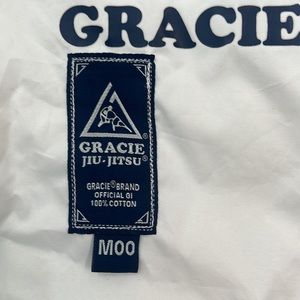 GRACIE
GRACIE
JIU-JITSU®
GRACIE® BRAND
OFFICIAL GI
100% COTTON
M00